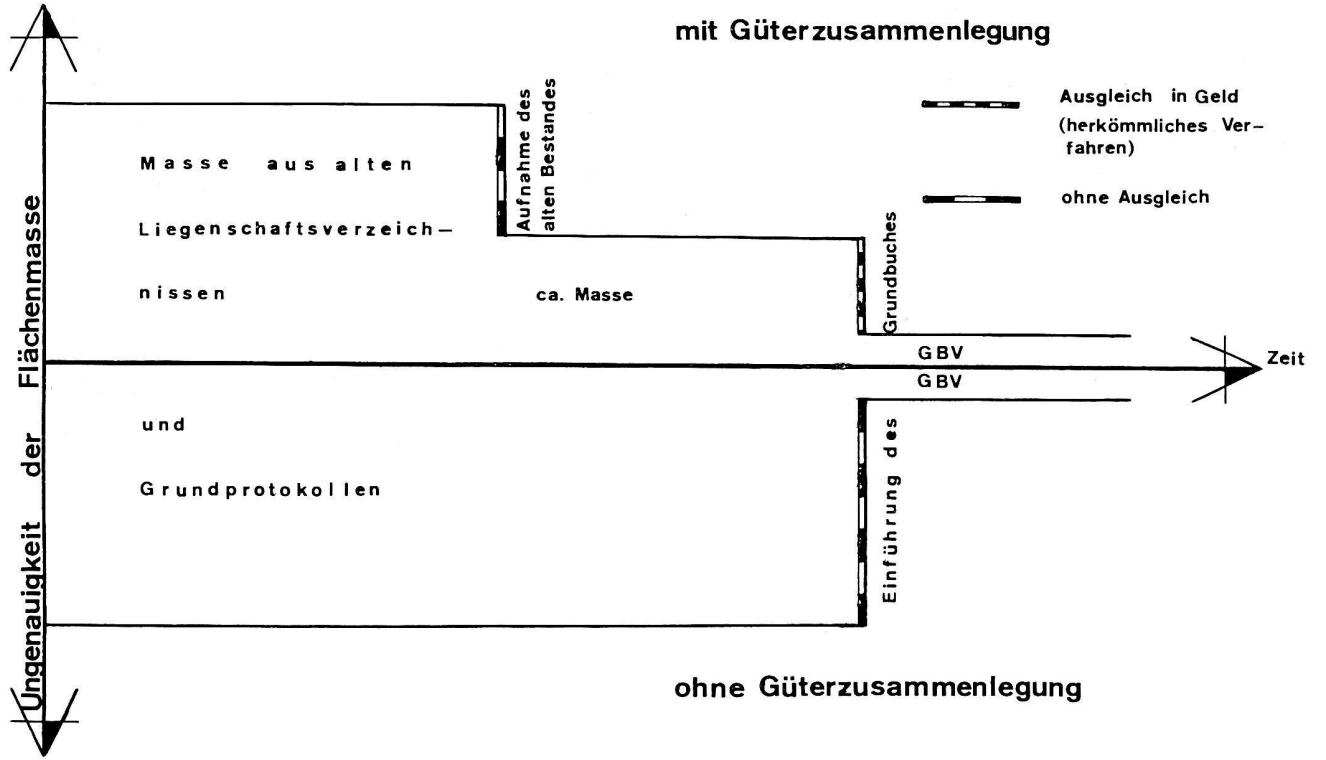 mit Güterzusammenlegung
Ausgleich in Geld
(herkömmliches Ver-
fahren)
ohne Ausgleich
Aufnahme des
alten Bestandes
Masse aus alten
Liegenschaftsverzeich-
nissen
ca. Masse
Einführung des Grundbuches
GBV
GBV
Zeit
Ungenauigkeit der Flächenmasse
und
Grundprotokollen
ohne Güterzusammenlegung